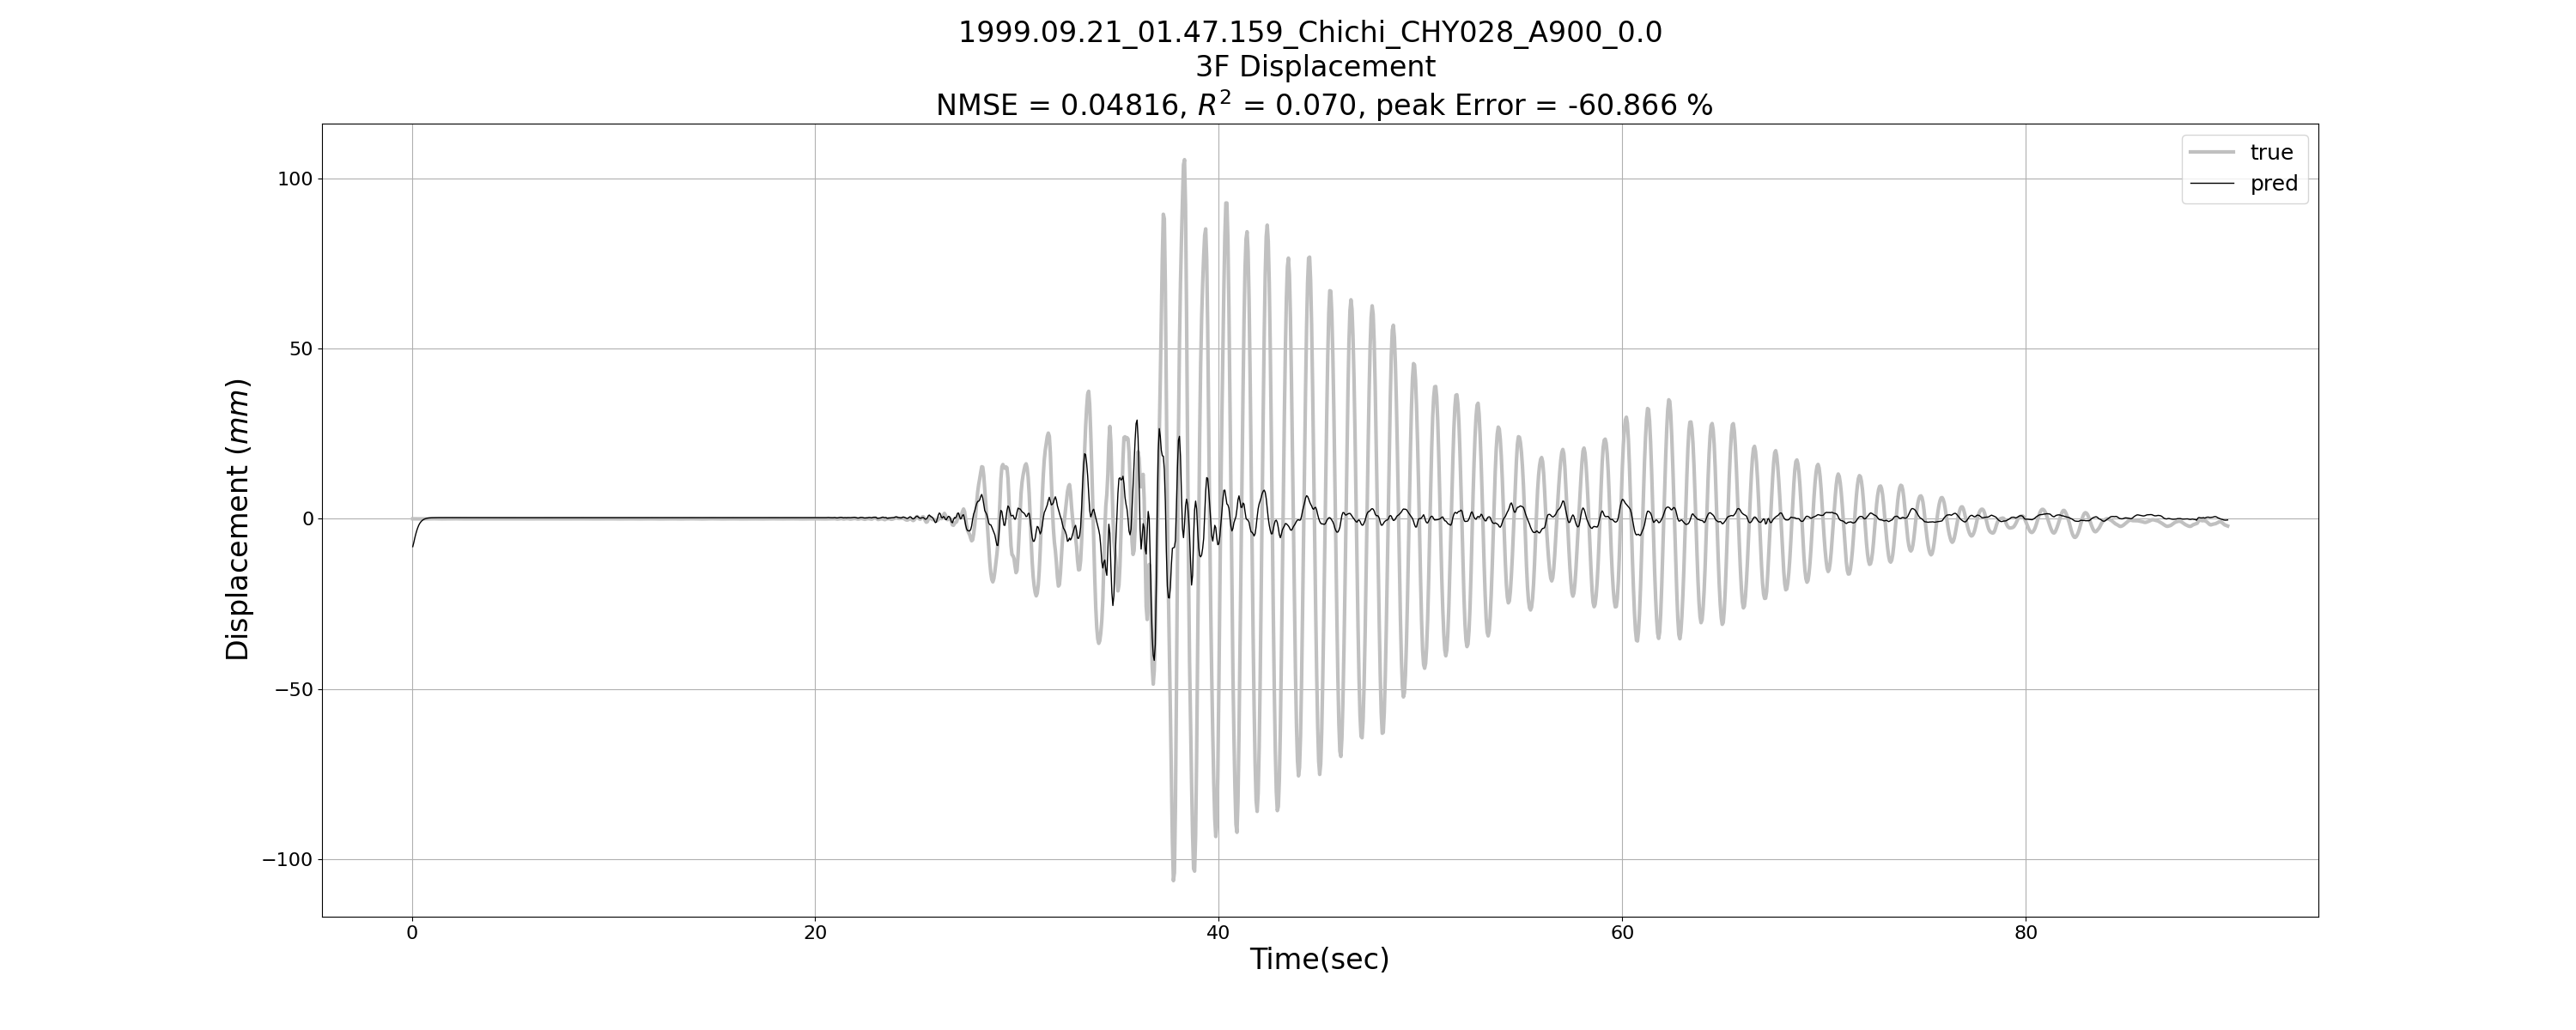 1999.09.21_01.47.159_Chichi_CHY028_A900_0.0
3F Displacement
NMSE = 0.04816, R² = 0.070, peak Error = -60.866 %
true
pred
100
50
0
−50
−100
Displacement (mm)
0 20 40 60 80
Time(sec)